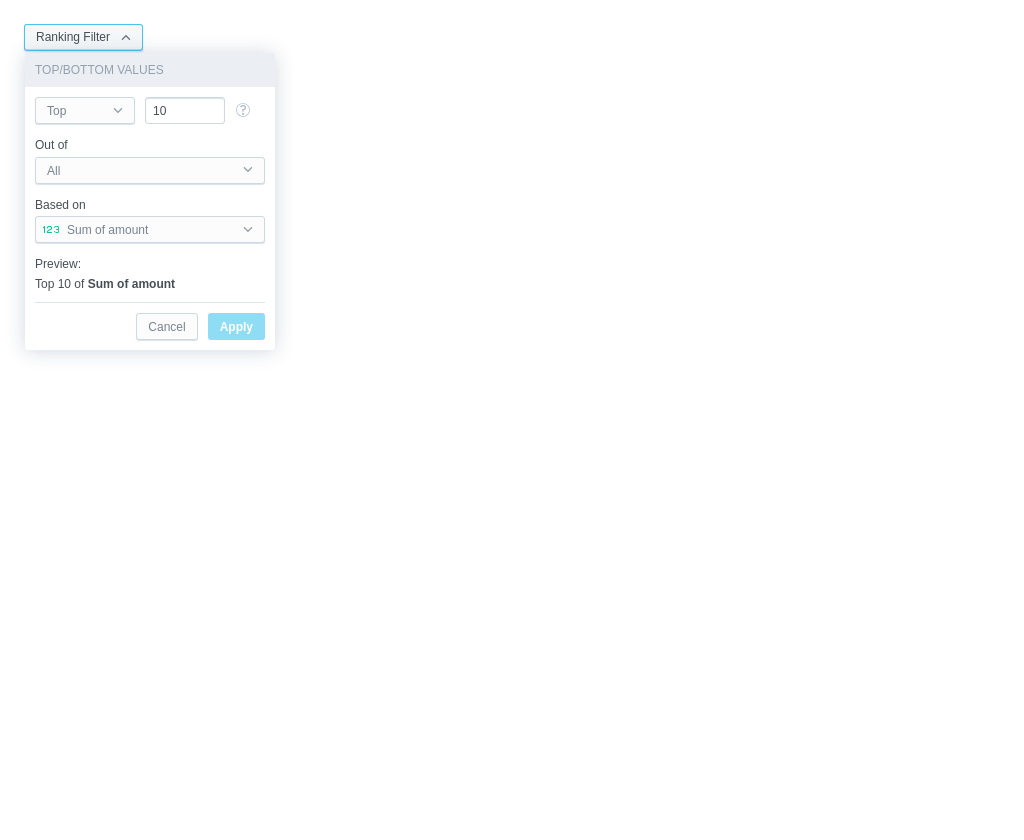 Ranking Filter
TOP/BOTTOM VALUES
Top 10 ?
Out of
All
Based on
123 Sum of amount
Preview:
Top 10 of Sum of amount
Cancel Apply